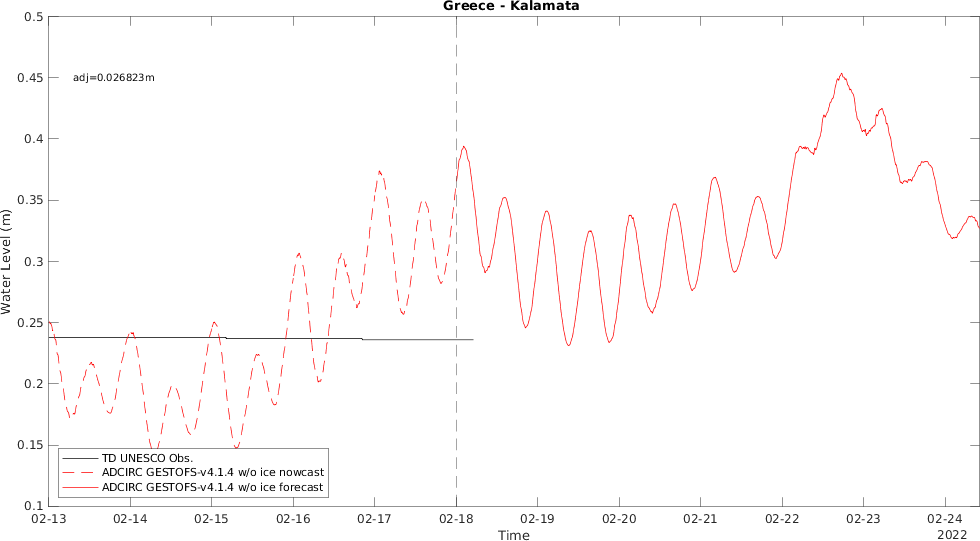 Greece - Kalamata
0.5
0.45
0.4
0.35
0.3
0.25
0.2
0.15
0.1
Water Level (m)
adj=0.026823m
TD UNESCO Obs.
ADCIRC GESTOFS-v4.1.4 w/o ice nowcast
ADCIRC GESTOFS-v4.1.4 w/o ice forecast
02-13 02-14 02-15 02-16 02-17 02-18 02-19 02-20 02-21 02-22 02-23 02-24
Time
2022